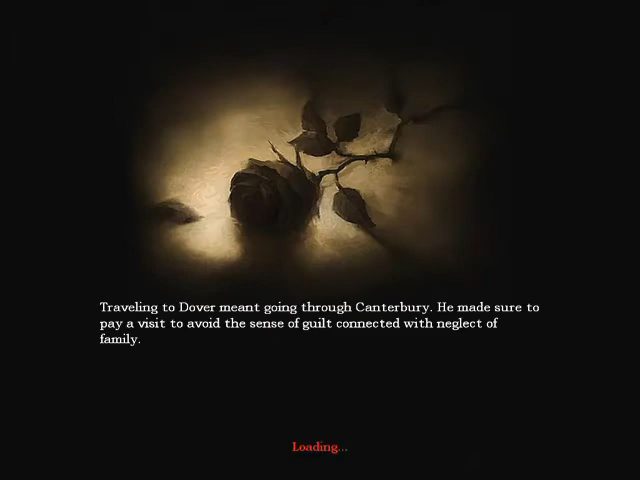 Traveling to Dover meant going through Canterbury. He made sure to
pay a visit to avoid the sense of guilt connected with neglect of
family.
Loading...